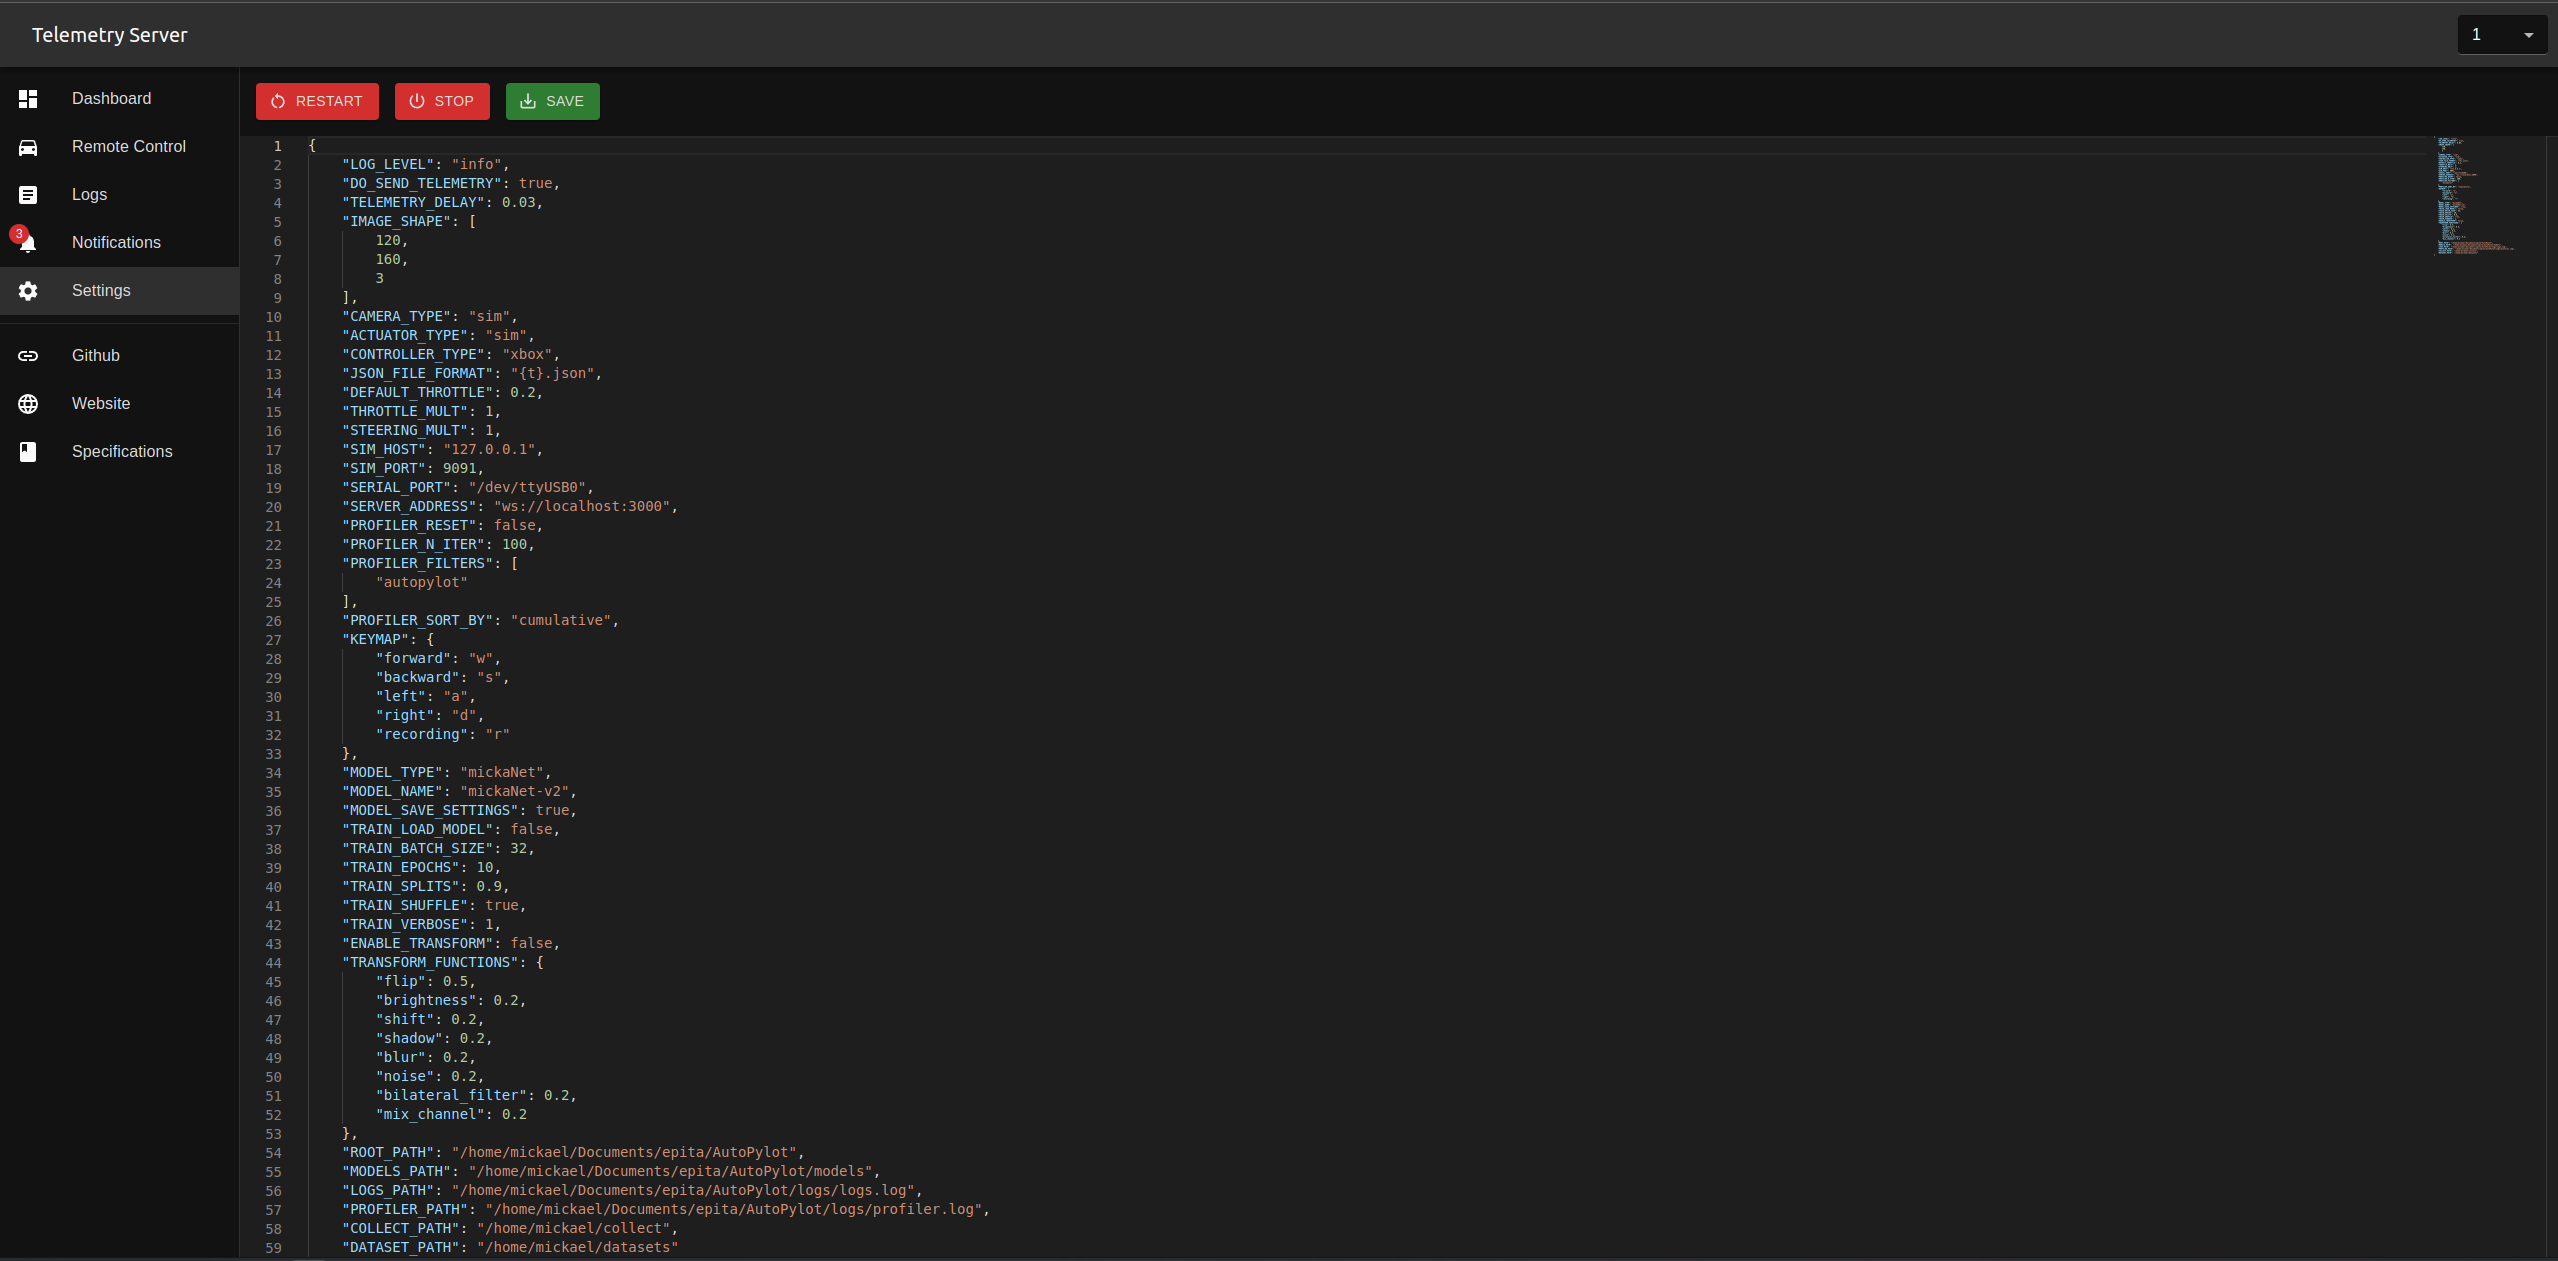 Telemetry Server
1
Dashboard
Remote Control
Logs
3
Notifications
Settings
Github
Website
Specifications
RESTART
STOP
SAVE
1 {
2 "LOG_LEVEL": "info",
3 "DO_SEND_TELEMETRY": true,
4 "TELEMETRY_DELAY": 0.03,
5 "IMAGE_SHAPE": [
6 120,
7 160,
8 3
9 ],
10 "CAMERA_TYPE": "sim",
11 "ACTUATOR_TYPE": "sim",
12 "CONTROLLER_TYPE": "xbox",
13 "JSON_FILE_FORMAT": "{t}.json",
14 "DEFAULT_THROTTLE": 0.2,
15 "THROTTLE_MULT": 1,
16 "STEERING_MULT": 1,
17 "SIM_HOST": "127.0.0.1",
18 "SIM_PORT": 9091,
19 "SERIAL_PORT": "/dev/ttyUSB0",
20 "SERVER_ADDRESS": "ws://localhost:3000",
21 "PROFILER_RESET": false,
22 "PROFILER_N_ITER": 100,
23 "PROFILER_FILTERS": [
24 "autopylot"
25 ],
26 "PROFILER_SORT_BY": "cumulative",
27 "KEYMAP": {
28 "forward": "w",
29 "backward": "s",
30 "left": "a",
31 "right": "d",
32 "recording": "r"
33 },
34 "MODEL_TYPE": "mickaNet",
35 "MODEL_NAME": "mickaNet-v2",
36 "MODEL_SAVE_SETTINGS": true,
37 "TRAIN_LOAD_MODEL": false,
38 "TRAIN_BATCH_SIZE": 32,
39 "TRAIN_EPOCHS": 10,
40 "TRAIN_SPLITS": 0.9,
41 "TRAIN_SHUFFLE": true,
42 "TRAIN_VERBOSE": 1,
43 "ENABLE_TRANSFORM": false,
44 "TRANSFORM_FUNCTIONS": {
45 "flip": 0.5,
46 "brightness": 0.2,
47 "shift": 0.2,
48 "shadow": 0.2,
49 "blur": 0.2,
50 "noise": 0.2,
51 "bilateral_filter": 0.2,
52 "mix_channel": 0.2
53 },
54 "ROOT_PATH": "/home/mickael/Documents/epita/AutoPylot",
55 "MODELS_PATH": "/home/mickael/Documents/epita/AutoPylot/models",
56 "LOGS_PATH": "/home/mickael/Documents/epita/AutoPylot/logs/logs.log",
57 "PROFILER_PATH": "/home/mickael/Documents/epita/AutoPylot/logs/profiler.log",
58 "COLLECT_PATH": "/home/mickael/collect",
59 "DATASET_PATH": "/home/mickael/datasets"